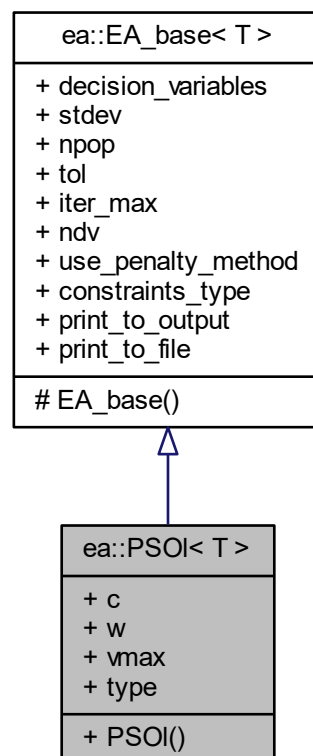 ea::EA_base< T >
+ decision_variables
+ stdev
+ npop
+ tol
+ iter_max
+ ndv
+ use_penalty_method
+ constraints_type
+ print_to_output
+ print_to_file
# EA_base()
ea::PSOl< T >
+ c
+ w
+ vmax
+ type
+ PSOl()